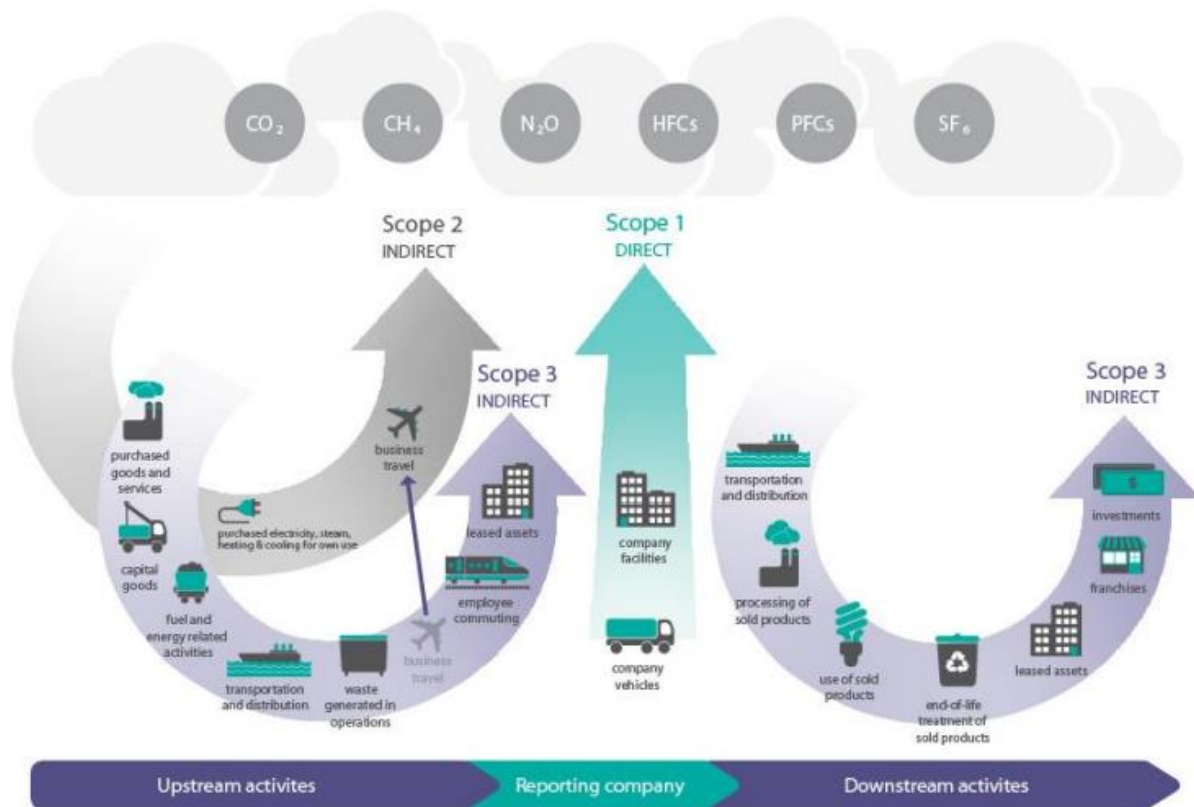 CO₂
CH₄
N₂O
HFCs
PFCs
SF₆
Scope 2
INDIRECT
Scope 1
DIRECT
Scope 3
INDIRECT
Scope 3
INDIRECT
purchased
goods and
services
capital
goods
fuel and
energy related
activities
purchased electricity, steam,
heating & cooling for own use
transportation
and distribution
waste
generated in
operations
business
travel
business
travel
employee
commuting
leased assets
company
facilities
company
vehicles
transportation
and distribution
processing of
sold products
use of sold
products
end-of-life
treatment of
sold products
leased assets
franchises
$
investments
Upstream activites
Reporting company
Downstream activites